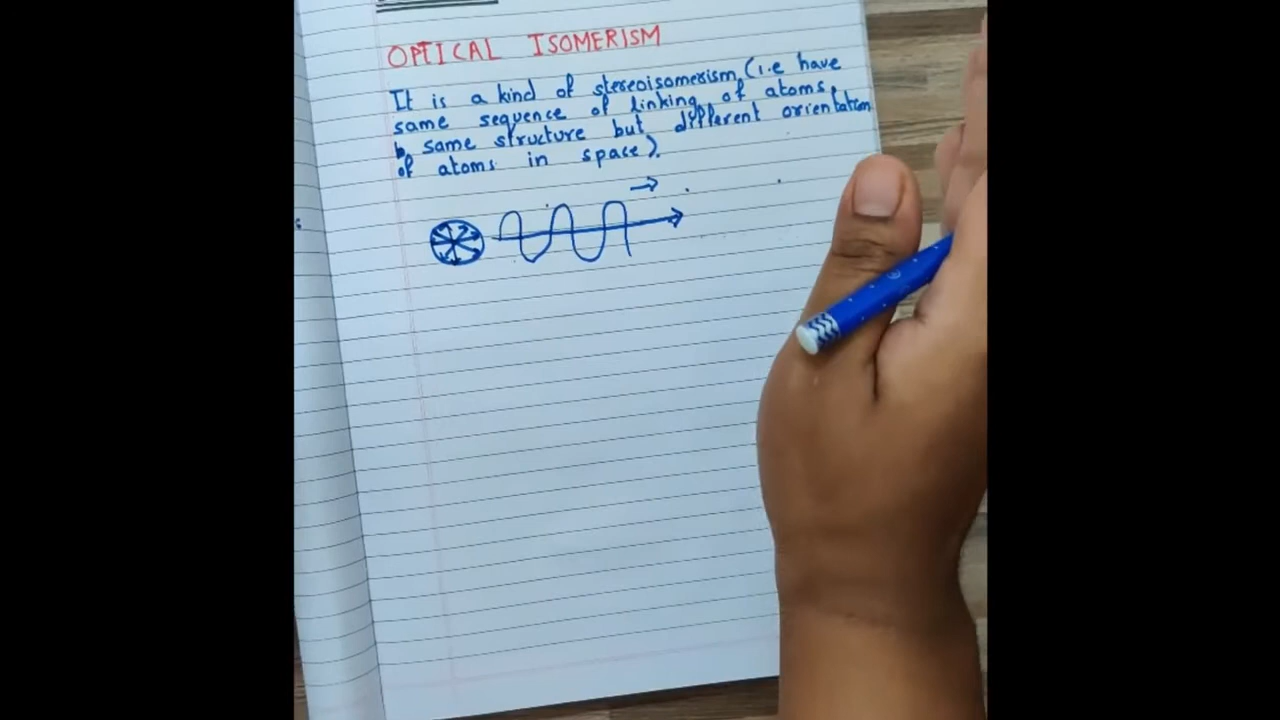 OPTICAL ISOMERISM
It is a kind of stereoisomerism (i.e have
same sequence of linking of atoms,
same structure but different orientation
of atoms in space).